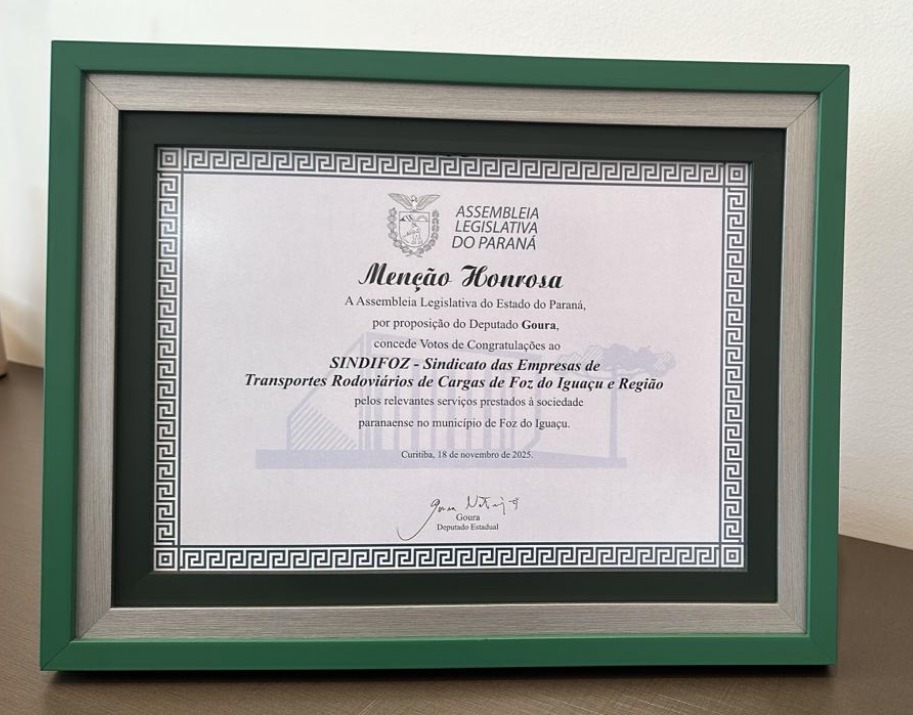 ASSEMBLEIA
LEGISLATIVA
DO PARANÁ
Menção Honrosa
A Assembleia Legislativa do Estado do Paraná,
por proposição do Deputado Goura,
concede Votos de Congratulações ao
SINDIFOZ - Sindicato das Empresas de
Transportes Rodoviários de Cargas de Foz do Iguaçu e Região
pelos relevantes serviços prestados à sociedade
paranaense no município de Foz do Iguaçu.
Curitiba, 18 de novembro de 2025.
Goura
Deputado Estadual